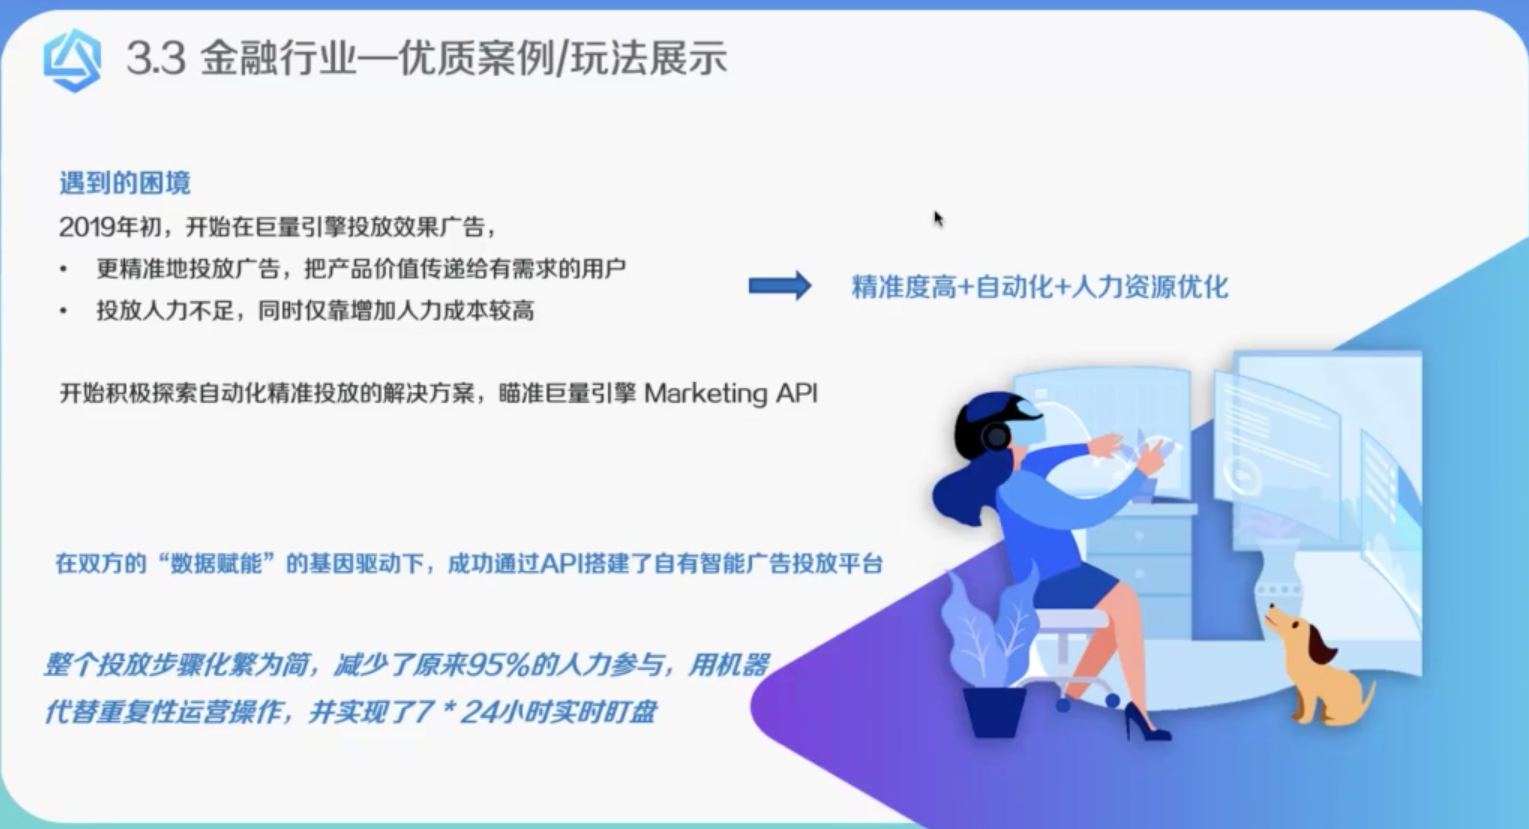 3.3 金融行业—优质案例/玩法展示
遇到的困境
2019年初，开始在巨量引擎投放效果广告，
• 更精准地投放广告，把产品价值传递给有需求的用户
• 投放人力不足，同时仅靠增加人力成本较高
精准度高+自动化+人力资源优化
开始积极探索自动化精准投放的解决方案，瞄准巨量引擎 Marketing API
在双方的“数据赋能”的基因驱动下，成功通过API搭建了自有智能广告投放平台
整个投放步骤化繁为简，减少了原来95%的人力参与，用机器
代替重复性运营操作，并实现了7 * 24小时实时盯盘